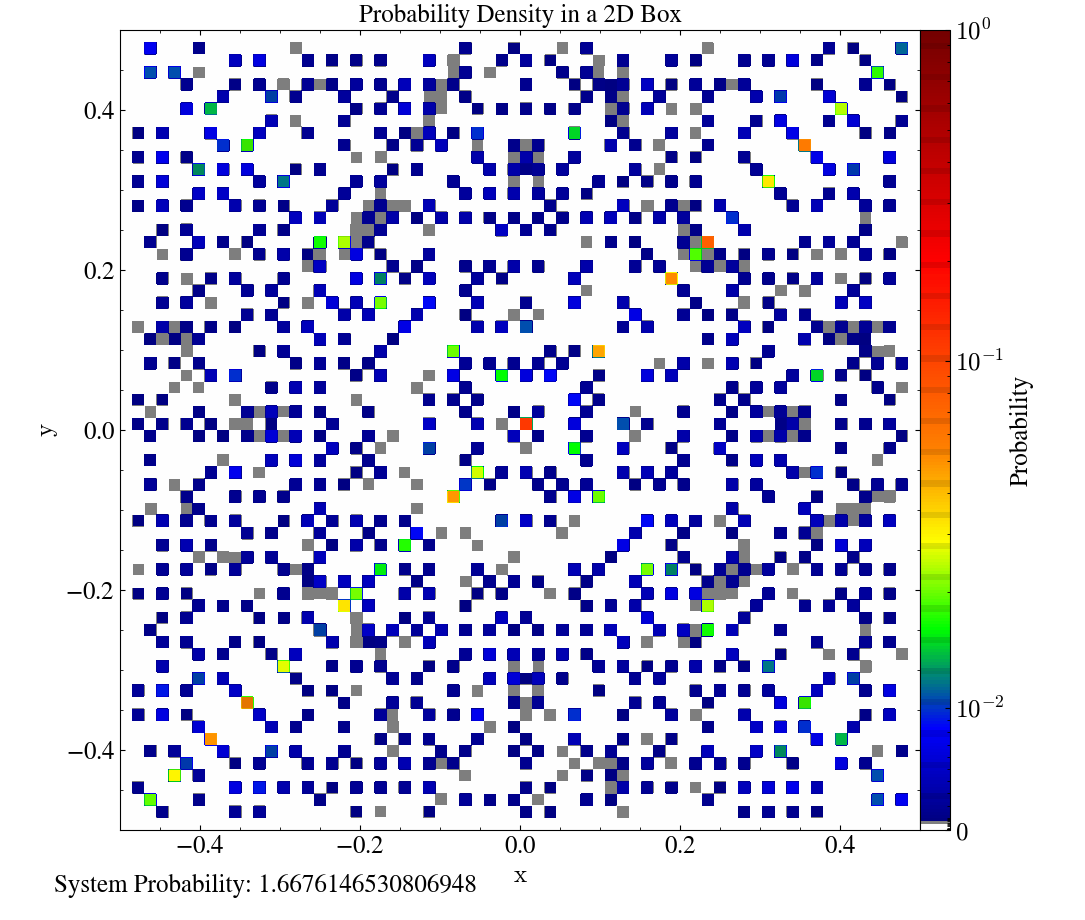 Probability Density in a 2D Box
10^0
0.4
0.2
10^-1
y
0.0
Probability
−0.2
10^-2
−0.4
0
−0.4 −0.2 0.0 0.2 0.4
x
System Probability: 1.6676146530806948